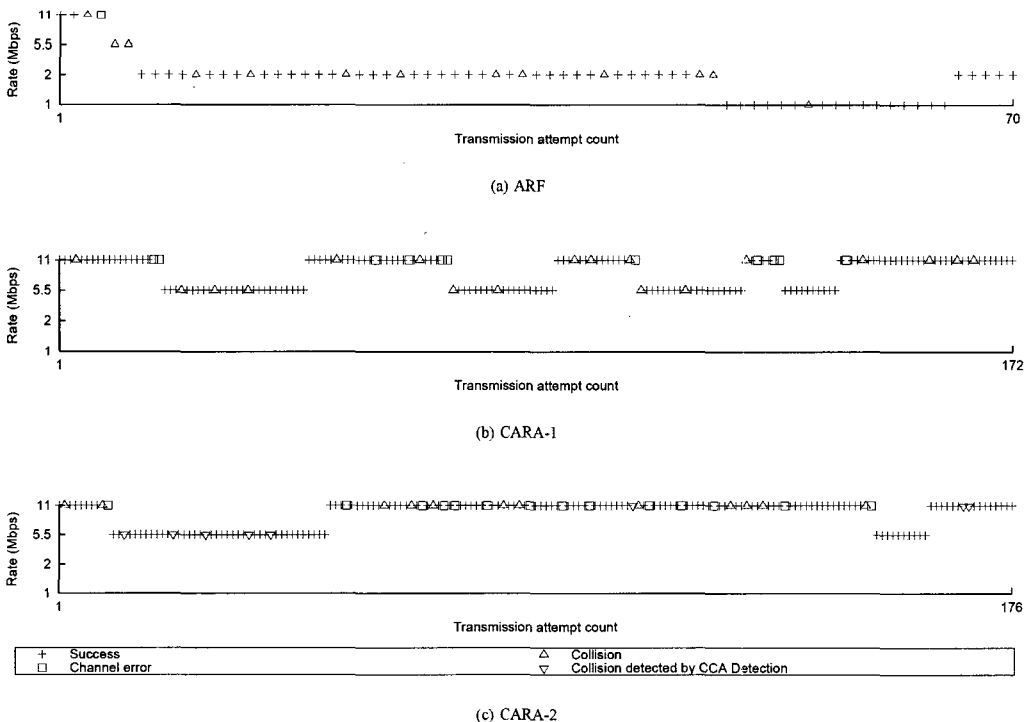 Rate (Mbps)
11
5.5
2
1
1
70
Transmission attempt count
(a) ARF
Rate (Mbps)
11
5.5
2
1
1
172
Transmission attempt count
(b) CARA-1
Rate (Mbps)
11
5.5
2
1
1
176
Transmission attempt count
Success
Collision
Channel error
Collision detected by CCA Detection
(c) CARA-2